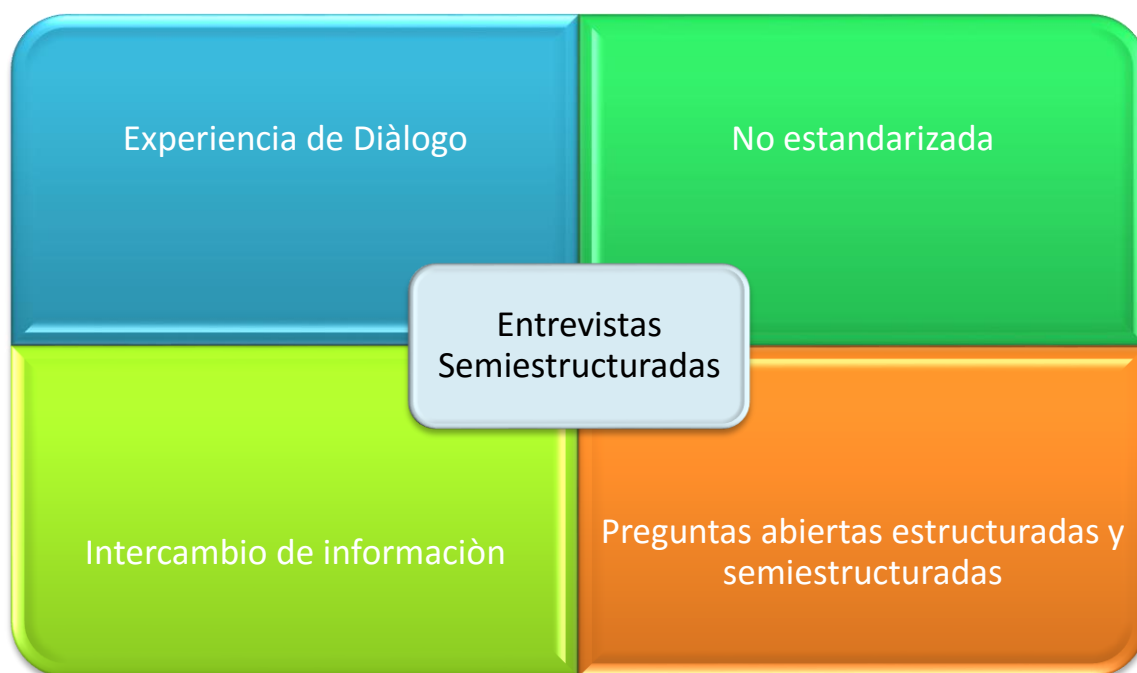 Experiencia de Diàlogo
No estandarizada
Entrevistas
Semiestructuradas
Intercambio de informaciòn
Preguntas abiertas estructuradas y
semiestructuradas